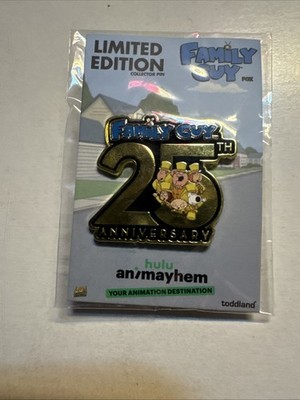 LIMITED
EDITION
COLLECTOR PIN
FAMILY
GUY
FOX
FAMILY GUY
25TH
ANNIVERSARY
hulu
animayhem
YOUR ANIMATION DESTINATION
toddland